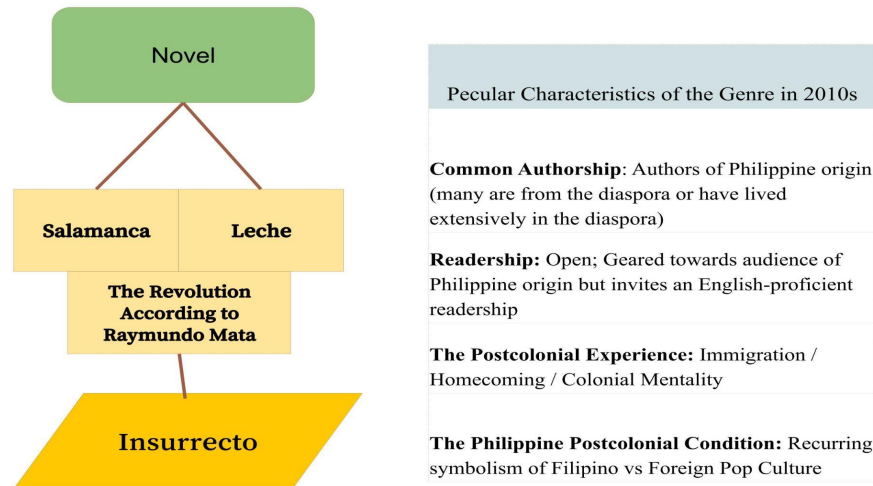 Novel
Salamanca
Leche
The Revolution
According to
Raymundo Mata
Insurrecto
Pecular Characteristics of the Genre in 2010s
Common Authorship: Authors of Philippine origin
(many are from the diaspora or have lived
extensively in the diaspora)
Readership: Open; Geared towards audience of
Philippine origin but invites an English-proficient
readership
The Postcolonial Experience: Immigration /
Homecoming / Colonial Mentality
The Philippine Postcolonial Condition: Recurring
symbolism of Filipino vs Foreign Pop Culture